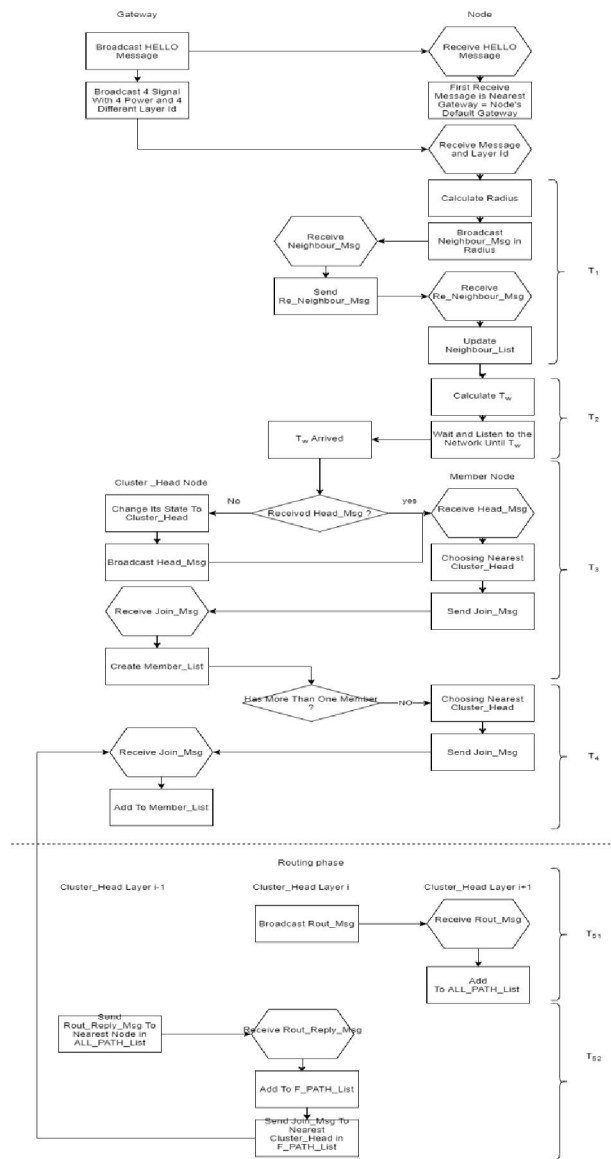 Gateway
Node
Broadcast HELLO
Message
Receive HELLO
Message
Broadcast 4 Signal
With 4 Power and 4
Different Layer Id
First Receive
Message is Nearest
Gateway = Node's
Default Gateway
Receive Message
and Layer Id
Calculate Radius
Broadcast
Neighbour_Msg in
Radius
Receive
Neighbour_Msg
Send
Re_Neighbour_Msg
Receive
Re_Neighbour_Msg
Update
Neighbour_List
T1
Calculate Tw
Wait and Listen to the
Network Until Tw
Tw Arrived
T2
Cluster _Head Node
Member Node
Change Its State To
Cluster_Head
No
Received Head_Msg ?
yes
Receive Head_Msg
Broadcast Head_Msg
Choosing Nearest
Cluster_Head
T3
Receive Join_Msg
Send Join_Msg
Create Member_List
Has More Than One Member
?
NO
Choosing Nearest
Cluster_Head
Receive Join_Msg
Send Join_Msg
T4
Add To Member_List
Routing phase
Cluster_Head Layer i-1
Cluster_Head Layer i
Cluster_Head Layer i+1
Broadcast Rout_Msg
Receive Rout_Msg
T51
Add
To ALL_PATH_List
Send
Rout_Reply_Msg To
Nearest Node in
ALL_PATH_List
Receive Rout_Reply_Msg
T52
Add To F_PATH_List
Send Join_Msg To
Nearest
Cluster_Head in
F_PATH_List